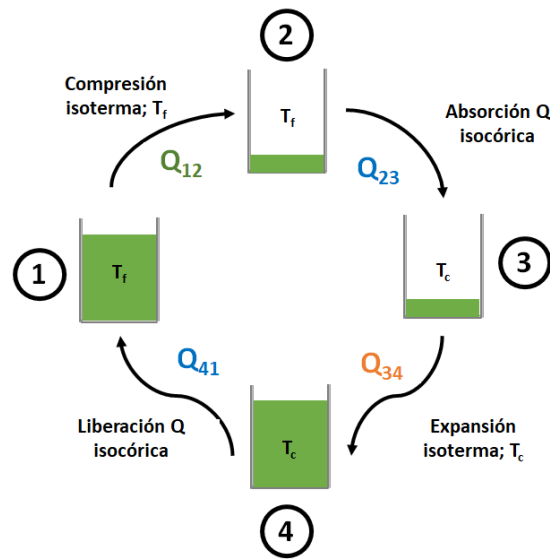 2
Compresión
isoterma; Tf
Tf
Absorción Q
isocórica
Q12
Q23
1
Tf
Tc
3
Q41
Q34
Liberación Q
isocórica
Tc
Expansión
isoterma; Tc
4